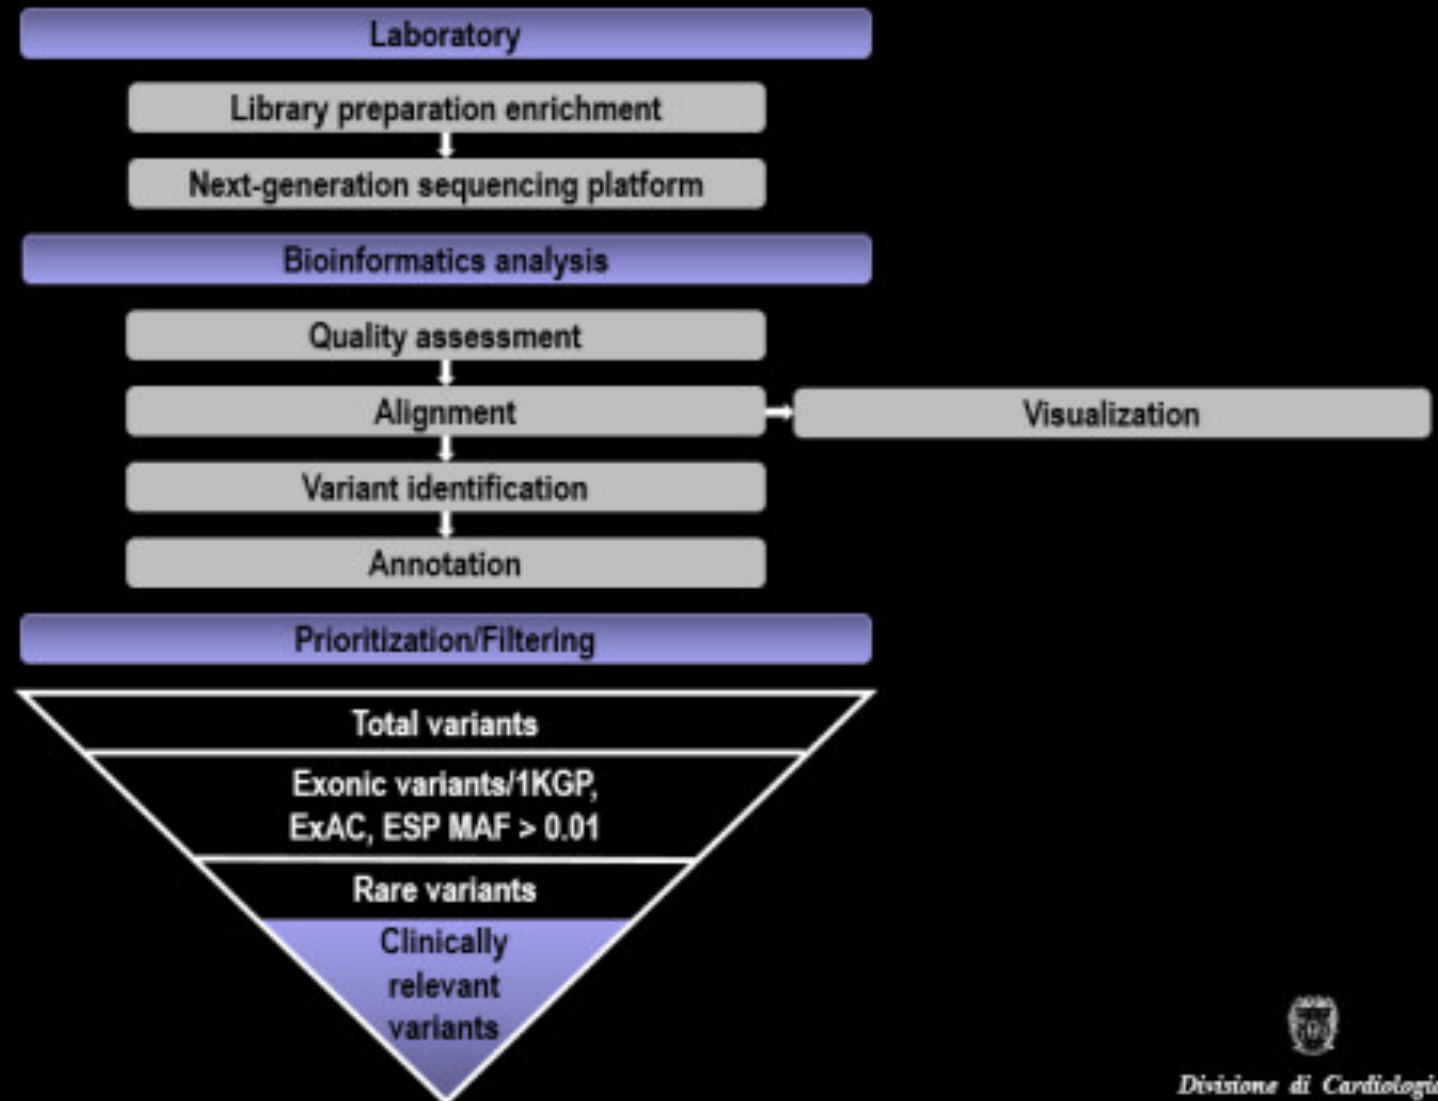 Laboratory
Library preparation enrichment
Next-generation sequencing platform
Bioinformatics analysis
Quality assessment
Alignment
Visualization
Variant identification
Annotation
Prioritization/Filtering
Total variants
Exonic variants/1KGP,
ExAC, ESP MAF > 0.01
Rare variants
Clinically
relevant
variants
Divisione di Cardiologia